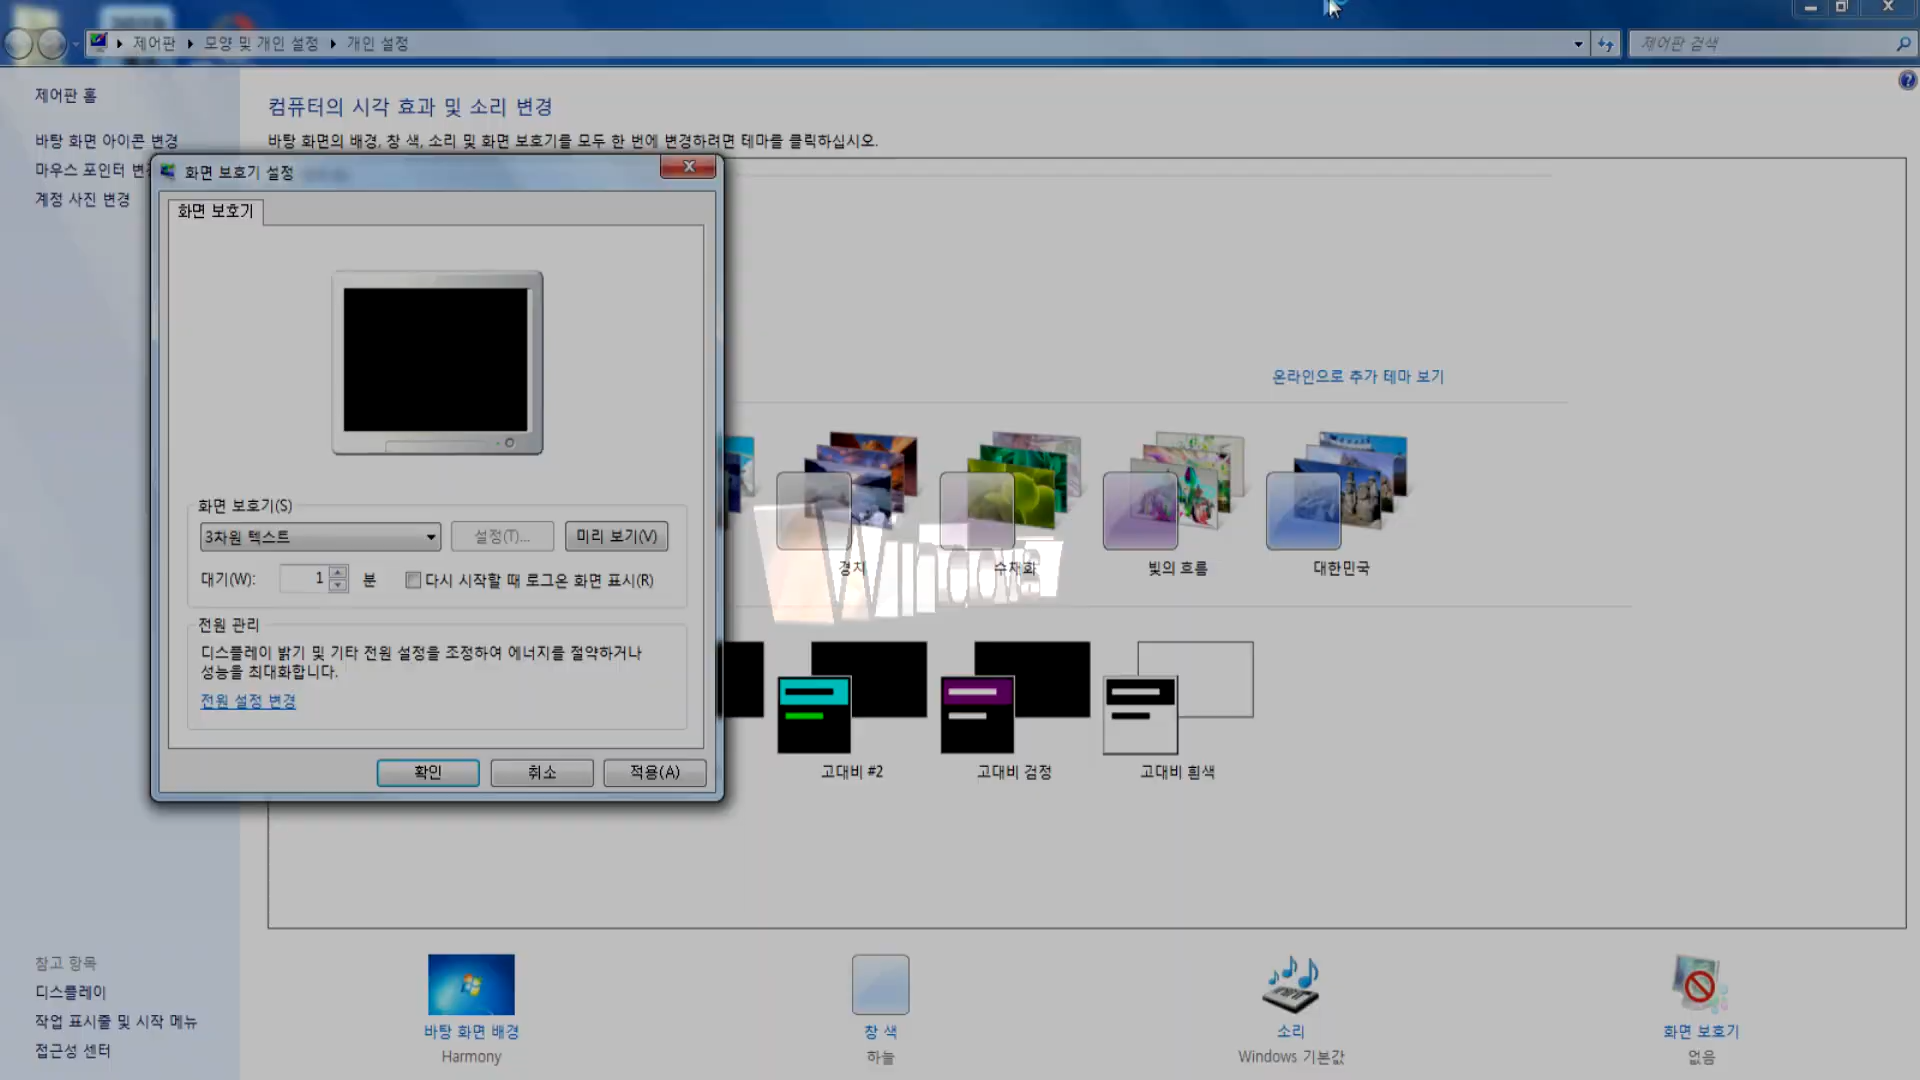 제어판 ▸ 모양 및 개인 설정 ▸ 개인 설정
제어판 검색
제어판 홈
바탕 화면 아이콘 변경
마우스 포인터 변
계정 사진 변경
컴퓨터의 시각 효과 및 소리 변경
바탕 화면의 배경, 창 색, 소리 및 화면 보호기를 모두 한 번에 변경하려면 테마를 클릭하십시오.
화면 보호기 설정
화면 보호기
화면 보호기(S)
3차원 텍스트
설정(T)...
미리 보기(V)
대기(W):
1
분
다시 시작할 때 로그온 화면 표시(R)
전원 관리
디스플레이 밝기 및 기타 전원 설정을 조정하여 에너지를 절약하거나
성능을 최대화합니다.
전원 설정 변경
확인
취소
적용(A)
온라인으로 추가 테마 보기
경치
수채화
빛의 흐름
대한민국
고대비 #2
고대비 검정
고대비 흰색
참고 항목
디스플레이
작업 표시줄 및 시작 메뉴
접근성 센터
바탕 화면 배경
Harmony
창 색
하늘
소리
Windows 기본값
화면 보호기
없음